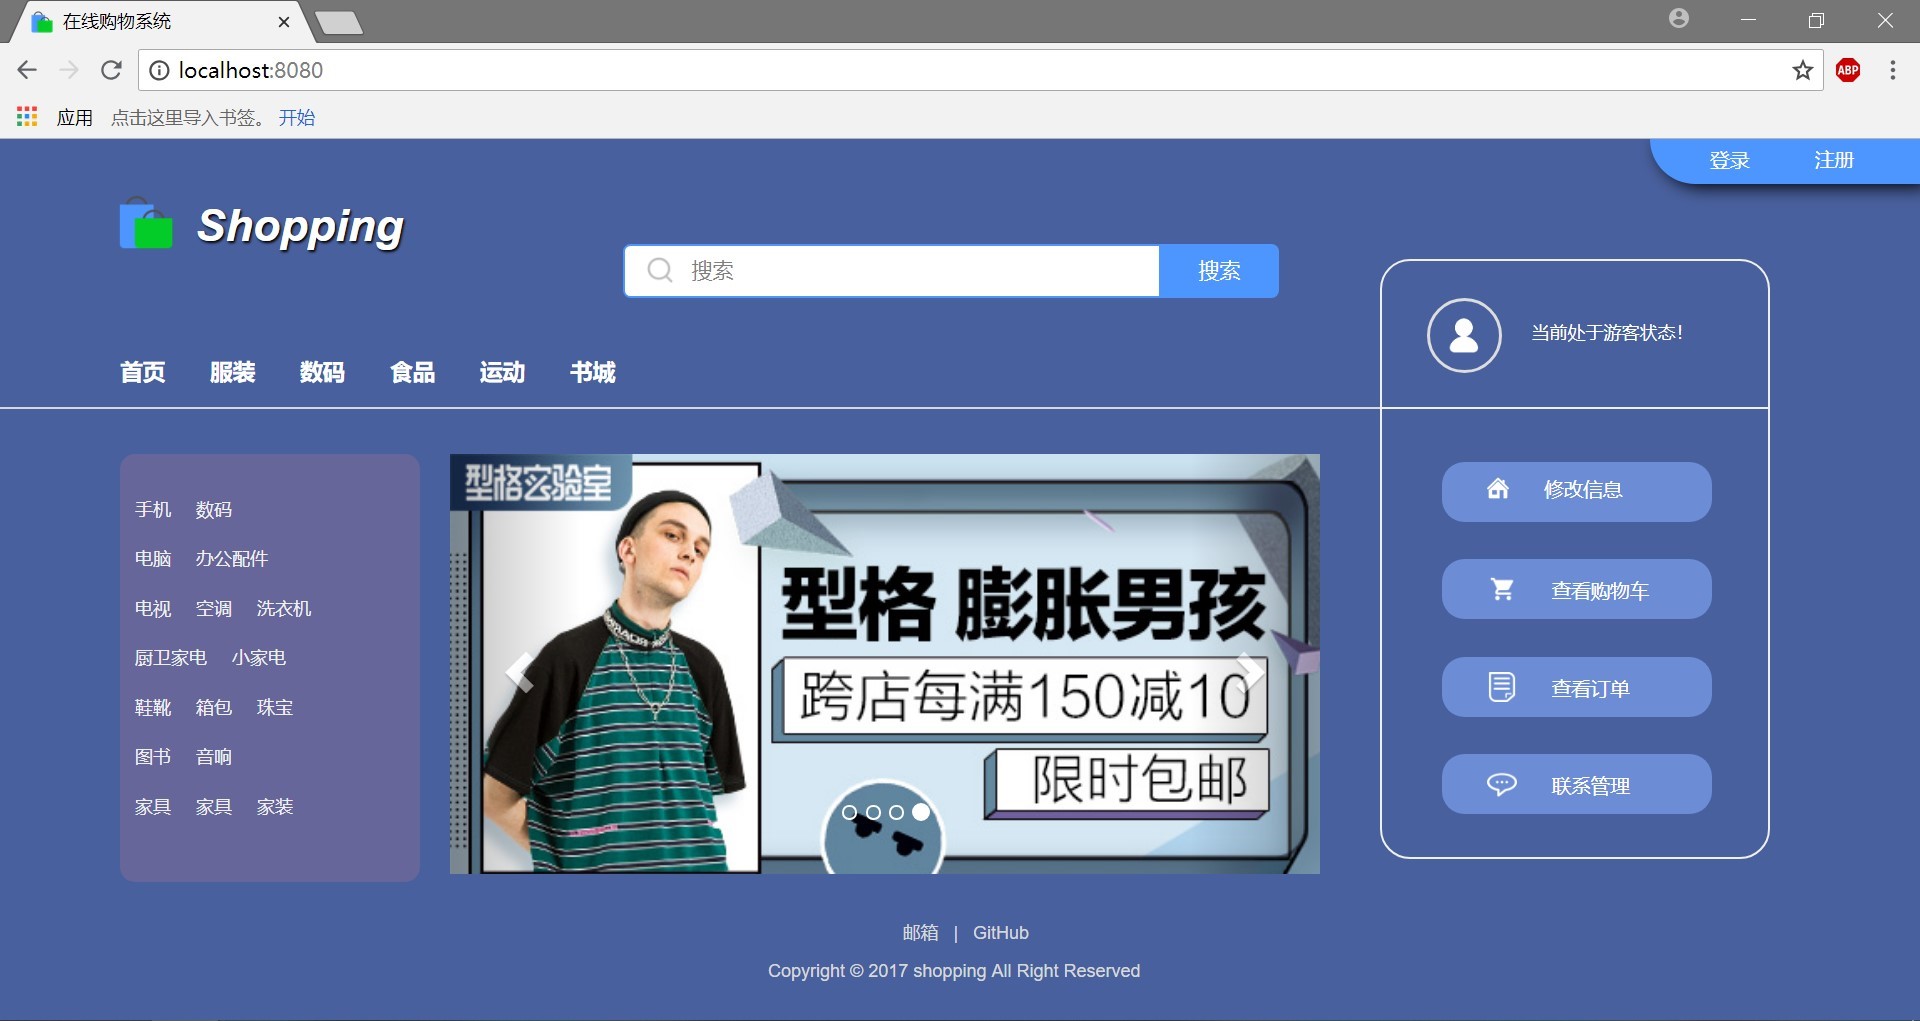 在线购物系统
localhost:8080
ABP
应用 点击这里导入书签。 开始
登录 注册
Shopping
搜索 搜索
当前处于游客状态！
首页 服装 数码 食品 运动 书城
手机 数码
电脑 办公配件
电视 空调 洗衣机
厨卫家电 小家电
鞋靴 箱包 珠宝
图书 音响
家具 家具 家装
型格实验室
型格 膨胀男孩
跨店每满150减10
限时包邮
修改信息
查看购物车
查看订单
联系管理
邮箱 | GitHub
Copyright © 2017 shopping All Right Reserved